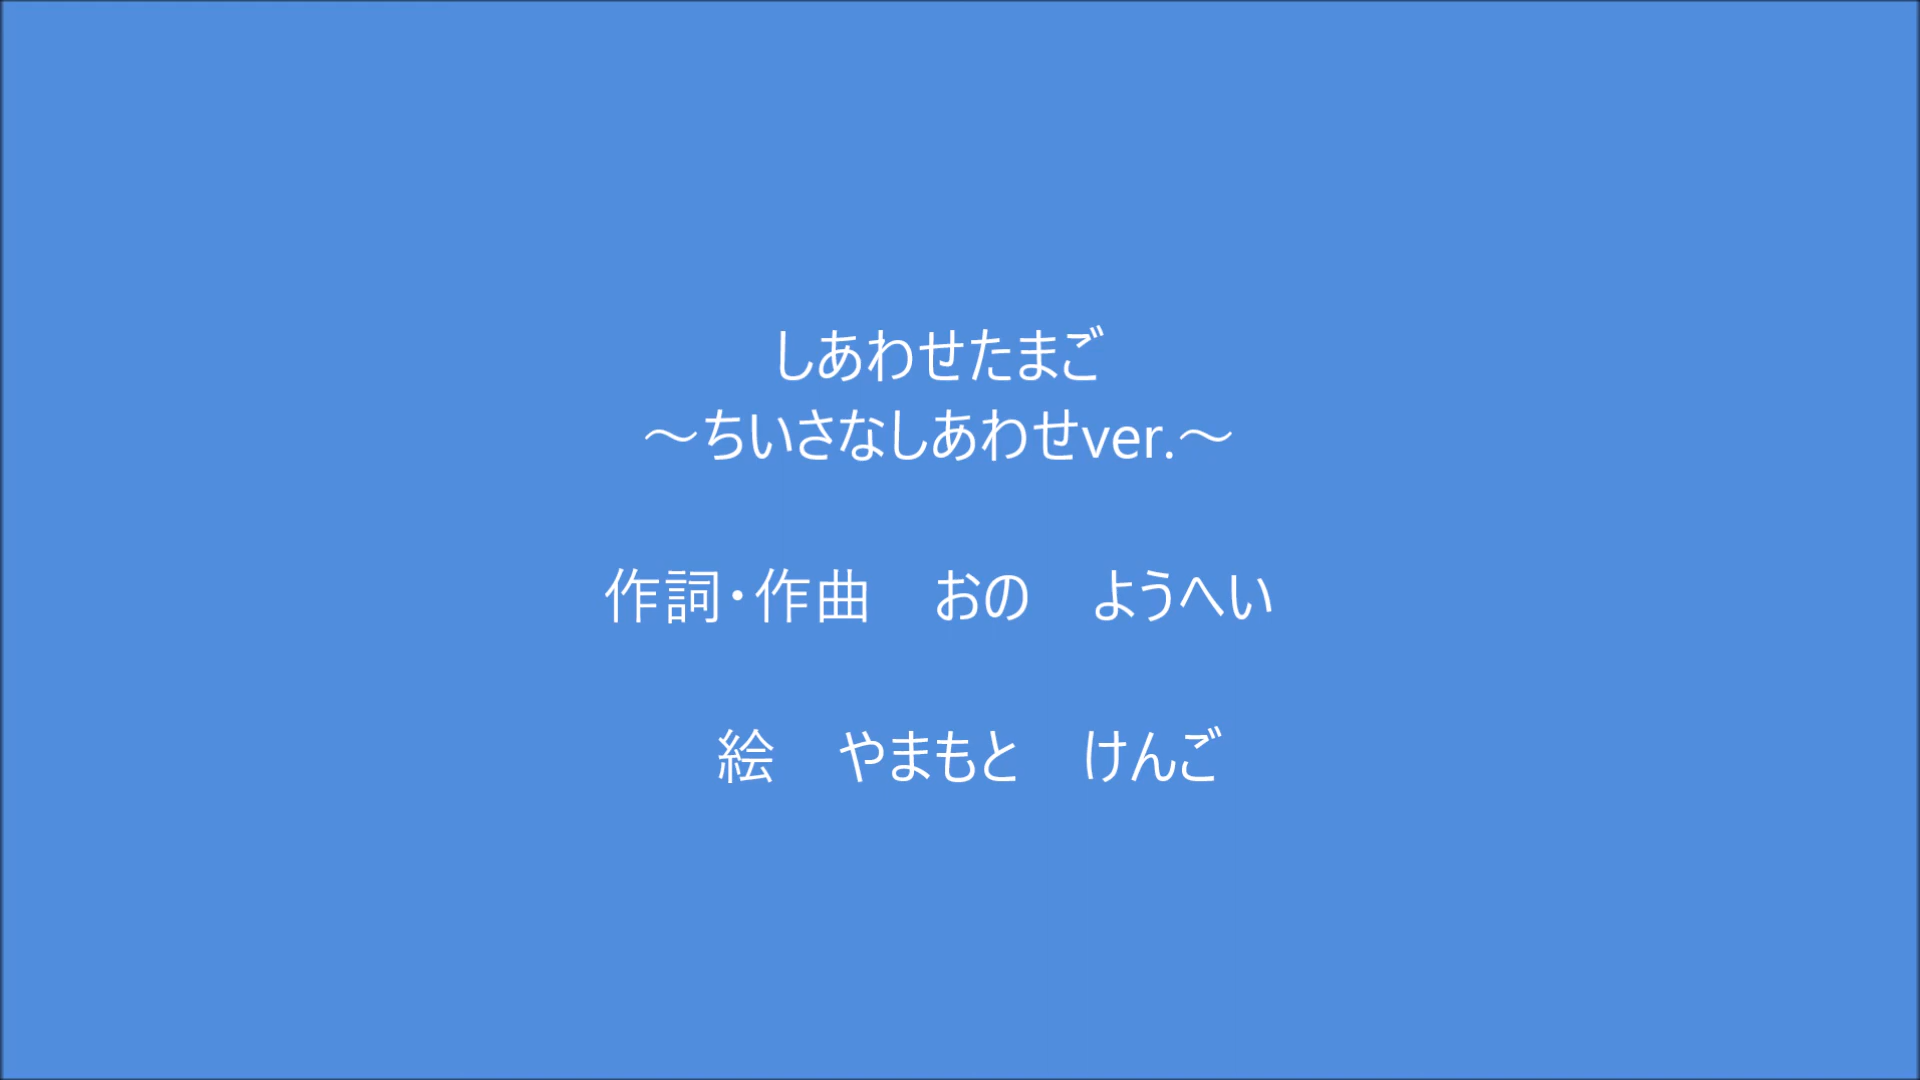 しあわせたまご
～ちいさなしあわせver.～
作詞・作曲　おの　ようへい
絵　やまもと　けんご